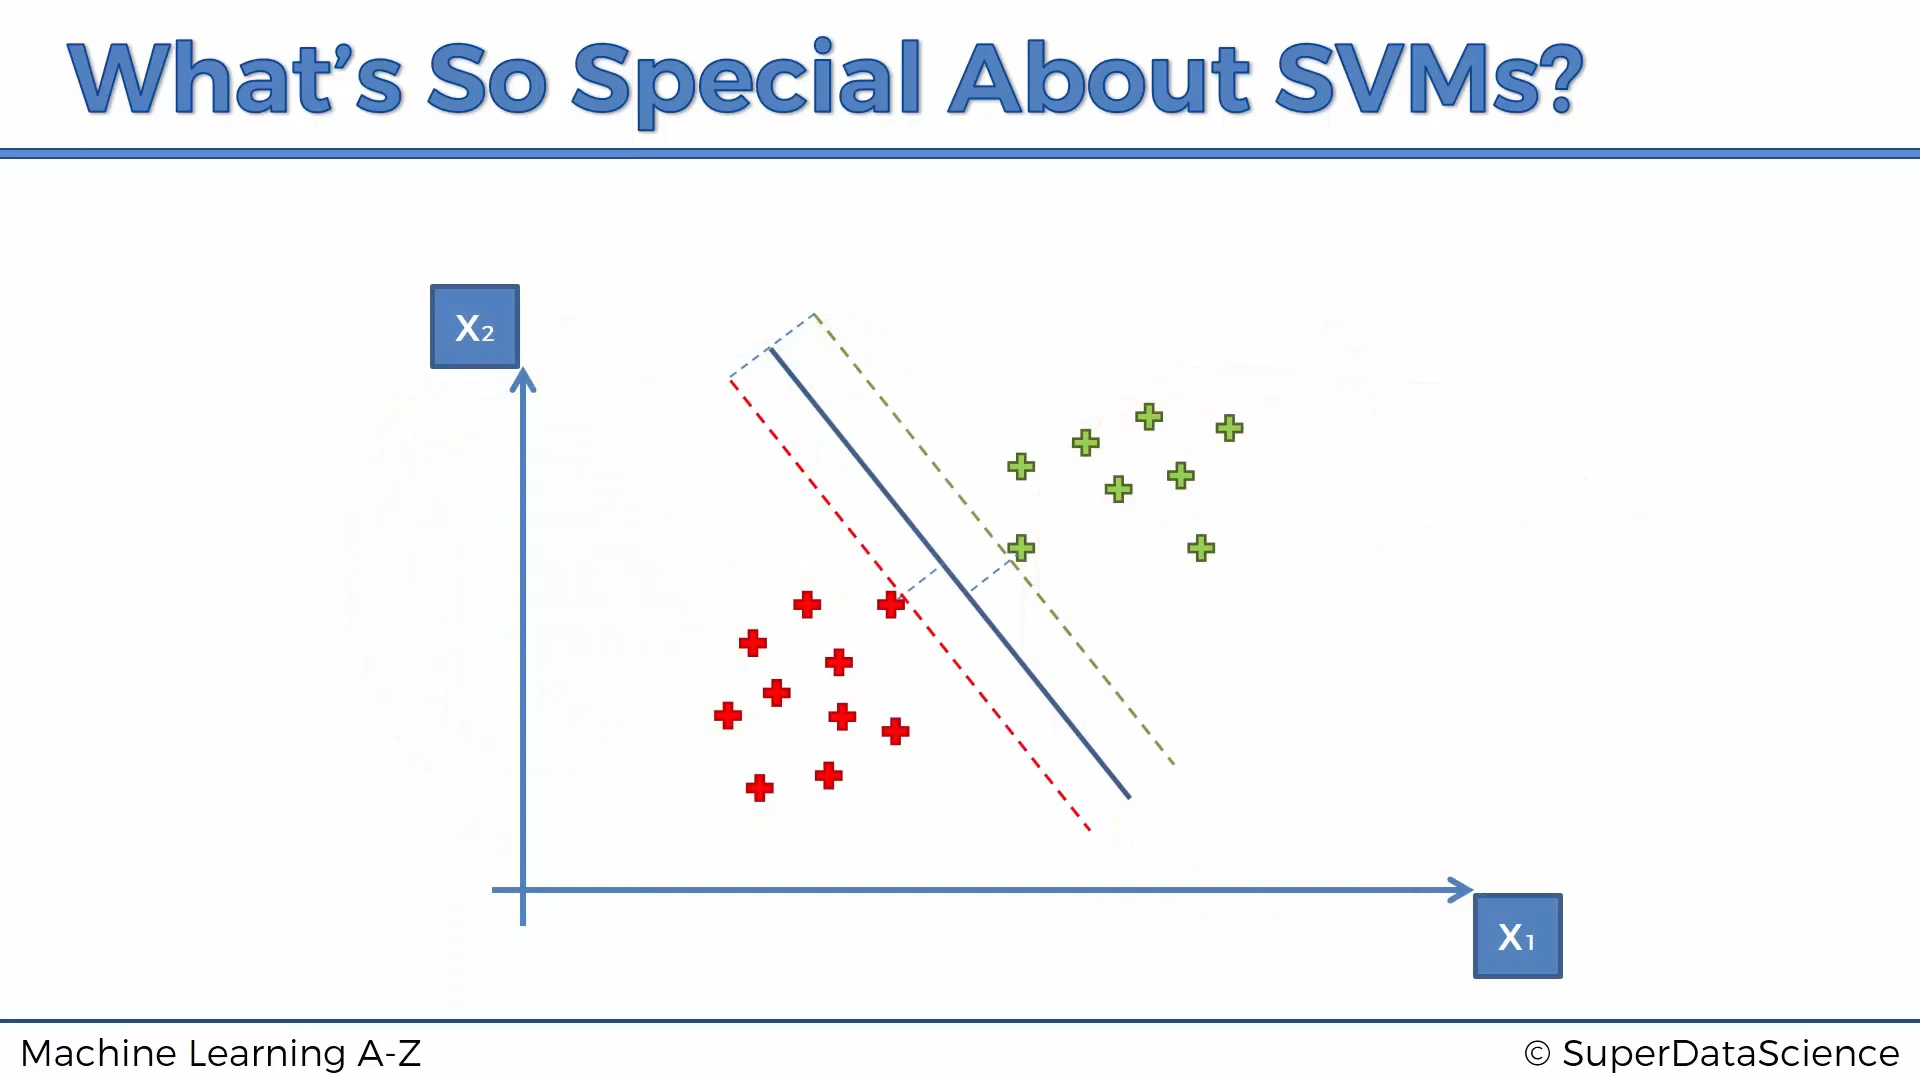 What's So Special About SVMs?
X2
X1
Machine Learning A-Z
© SuperDataScience